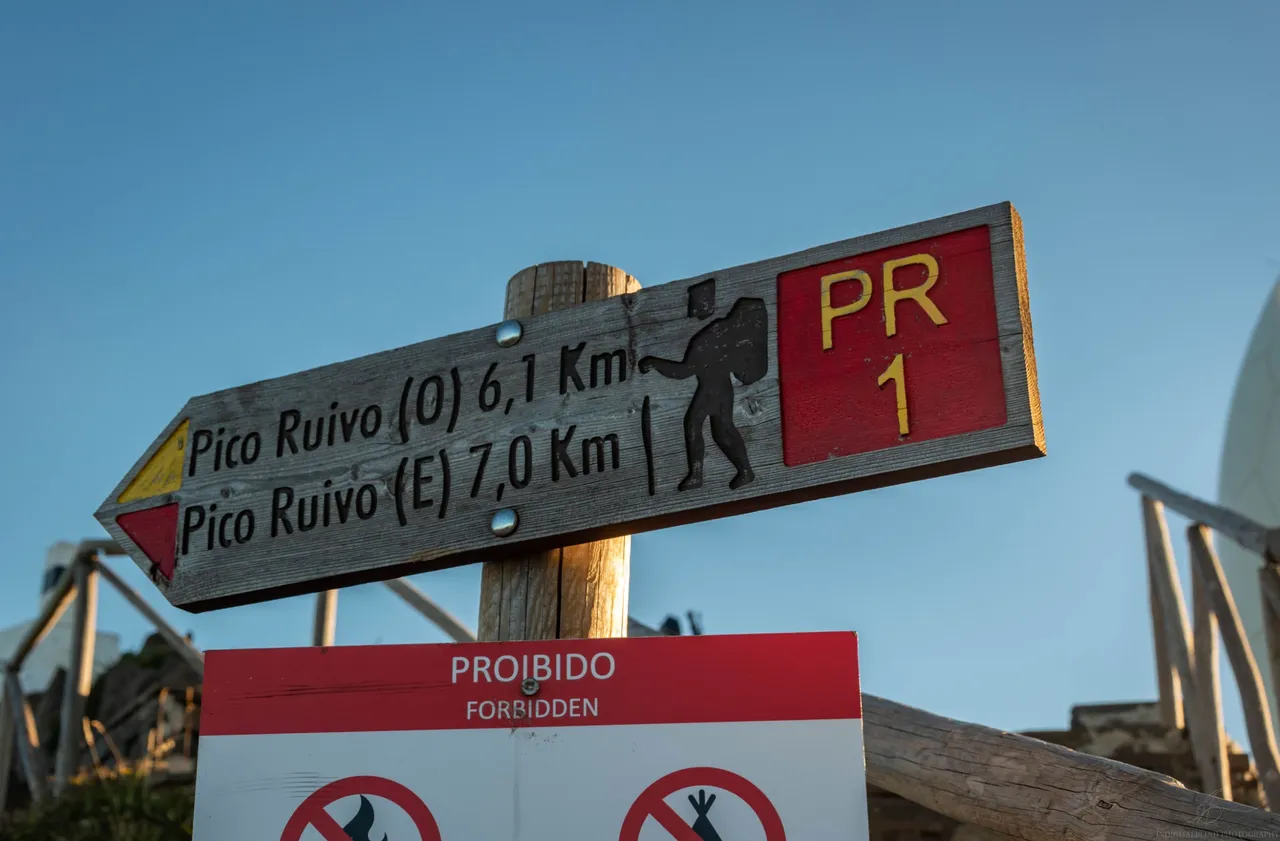 Pico Ruivo (O) 6,1 Km
Pico Ruivo (E) 7,0 Km
PR
1
PROIBIDO
FORBIDDEN